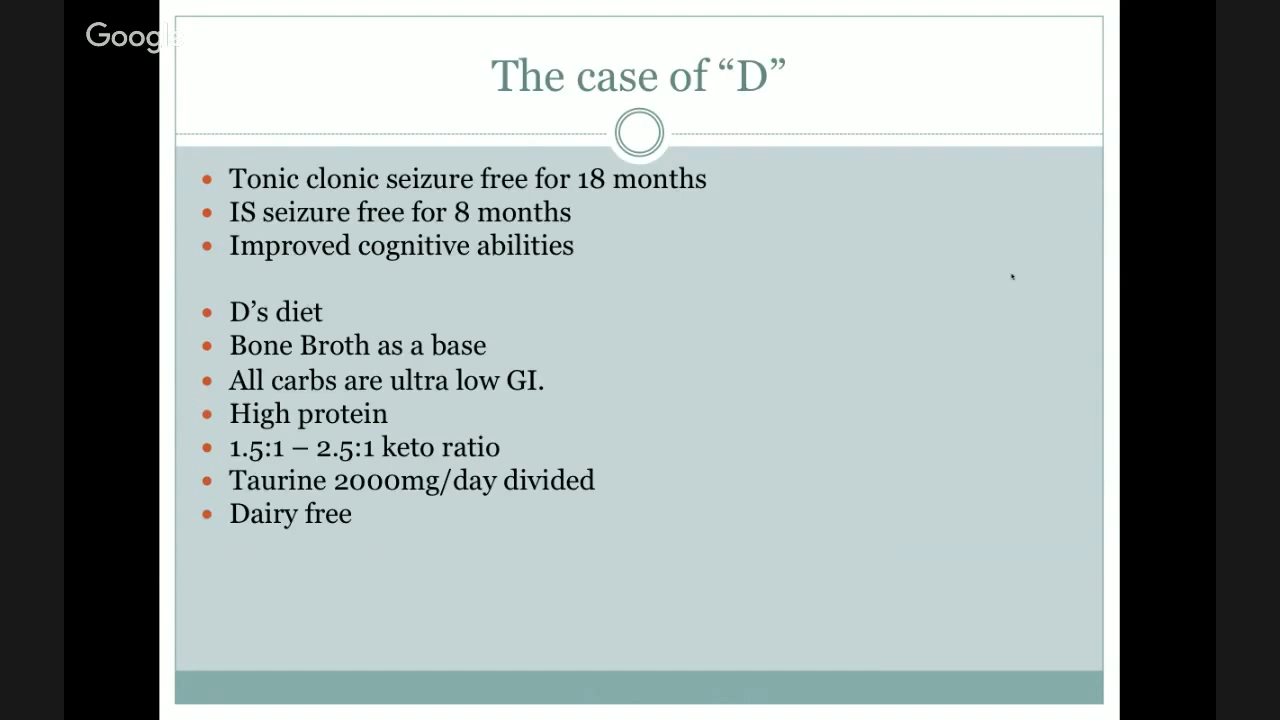 Google
The case of “D”
Tonic clonic seizure free for 18 months
IS seizure free for 8 months
Improved cognitive abilities
D’s diet
Bone Broth as a base
All carbs are ultra low GI.
High protein
1.5:1 – 2.5:1 keto ratio
Taurine 2000mg/day divided
Dairy free